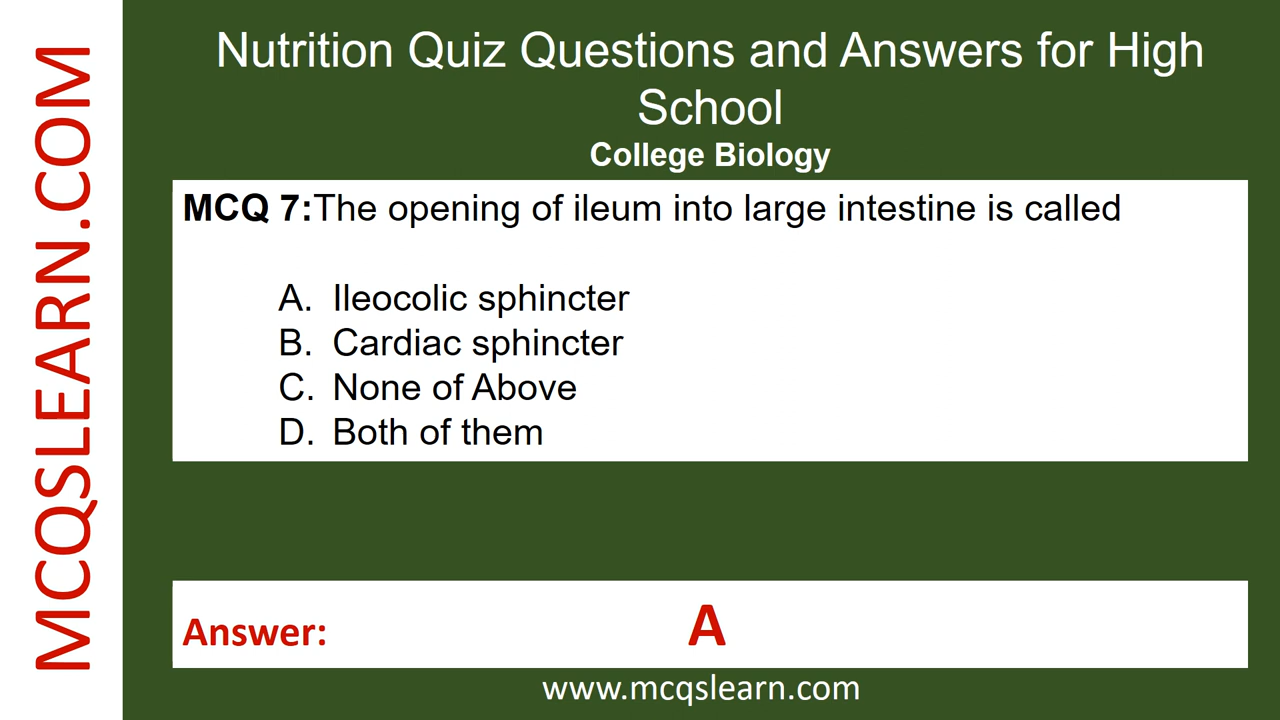 MCQSLEARN.COM
Nutrition Quiz Questions and Answers for High
School
College Biology
MCQ 7:The opening of ileum into large intestine is called
A. Ileocolic sphincter
B. Cardiac sphincter
C. None of Above
D. Both of them
Answer: A
www.mcqslearn.com